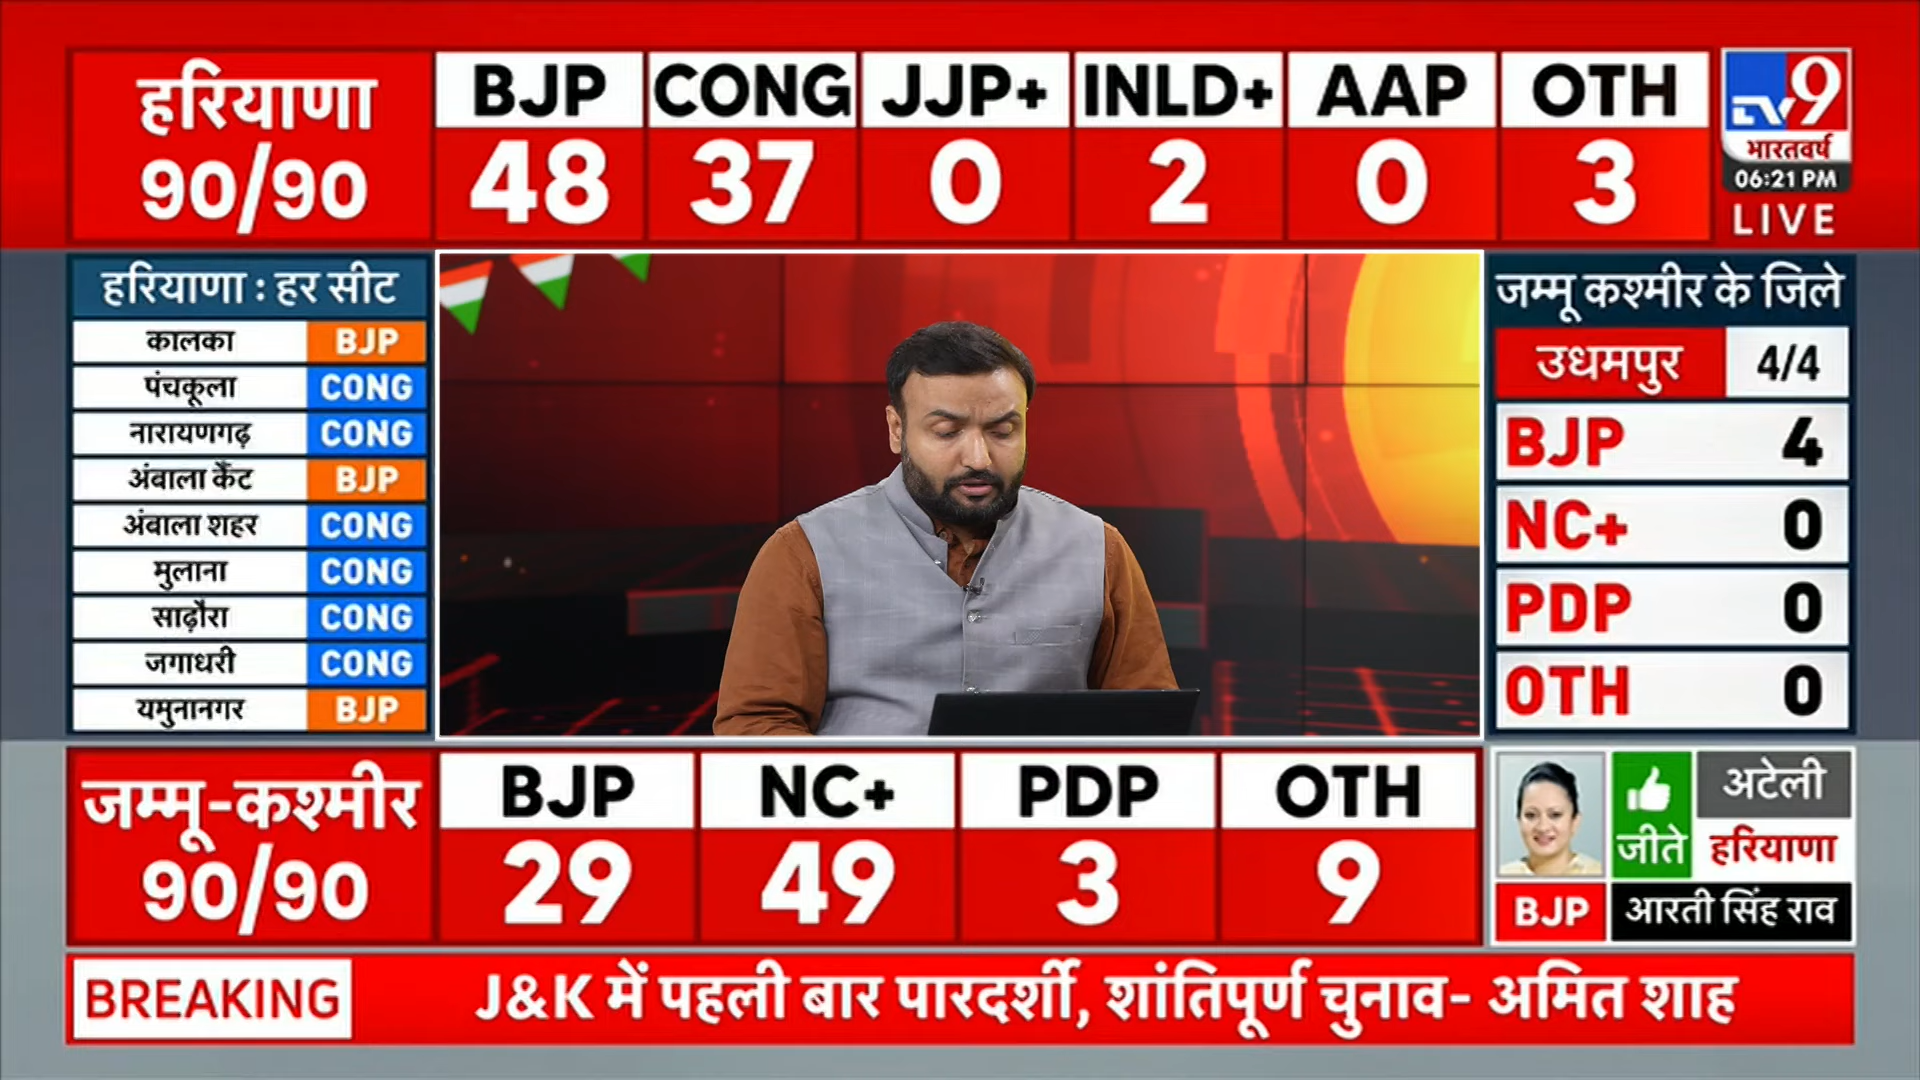 हरियाणा
90/90
BJP CONG JJP+ INLD+ AAP OTH
48 37 0 2 0 3
TV9
भारतवर्ष
06:21 PM
LIVE
हरियाणा : हर सीट
कालका BJP
पंचकूला CONG
नारायणगढ़ CONG
अंबाला कैंट BJP
अंबाला शहर CONG
मुलाना CONG
साढ़ौरा CONG
जगाधरी CONG
यमुनानगर BJP
जम्मू कश्मीर के जिले
उधमपुर 4/4
BJP 4
NC+ 0
PDP 0
OTH 0
जम्मू-कश्मीर
90/90
BJP NC+ PDP OTH
29 49 3 9
अटेली
जीते हरियाणा
BJP आरती सिंह राव
BREAKING J&K में पहली बार पारदर्शी, शांतिपूर्ण चुनाव- अमित शाह